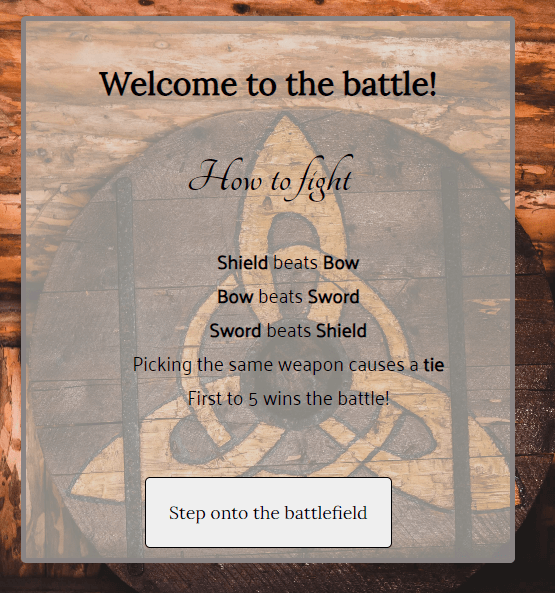 Welcome to the battle!
How to fight
Shield beats Bow
Bow beats Sword
Sword beats Shield
Picking the same weapon causes a tie
First to 5 wins the battle!
Step onto the battlefield